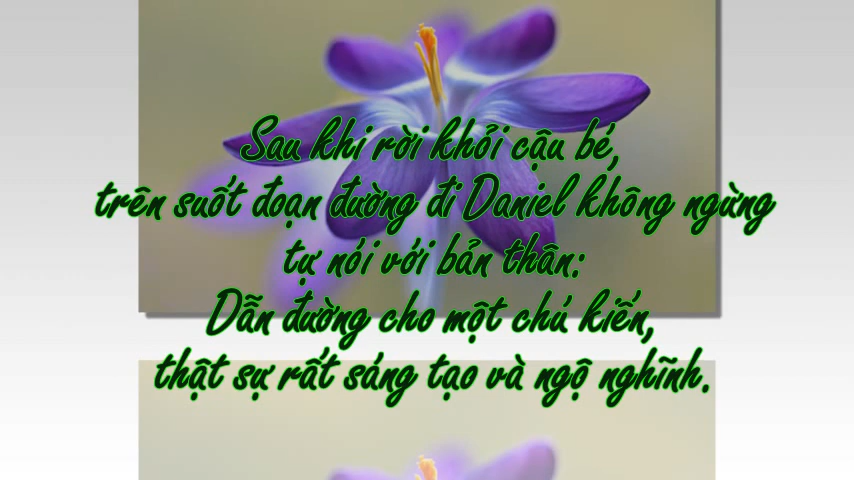 Sau khi rời khỏi cậu bé,
trên suốt đoạn đường đi Daniel không ngừng
tự nói với bản thân:
Dẫn đường cho một chú kiến,
thật sự rất sáng tạo và ngộ nghĩnh.